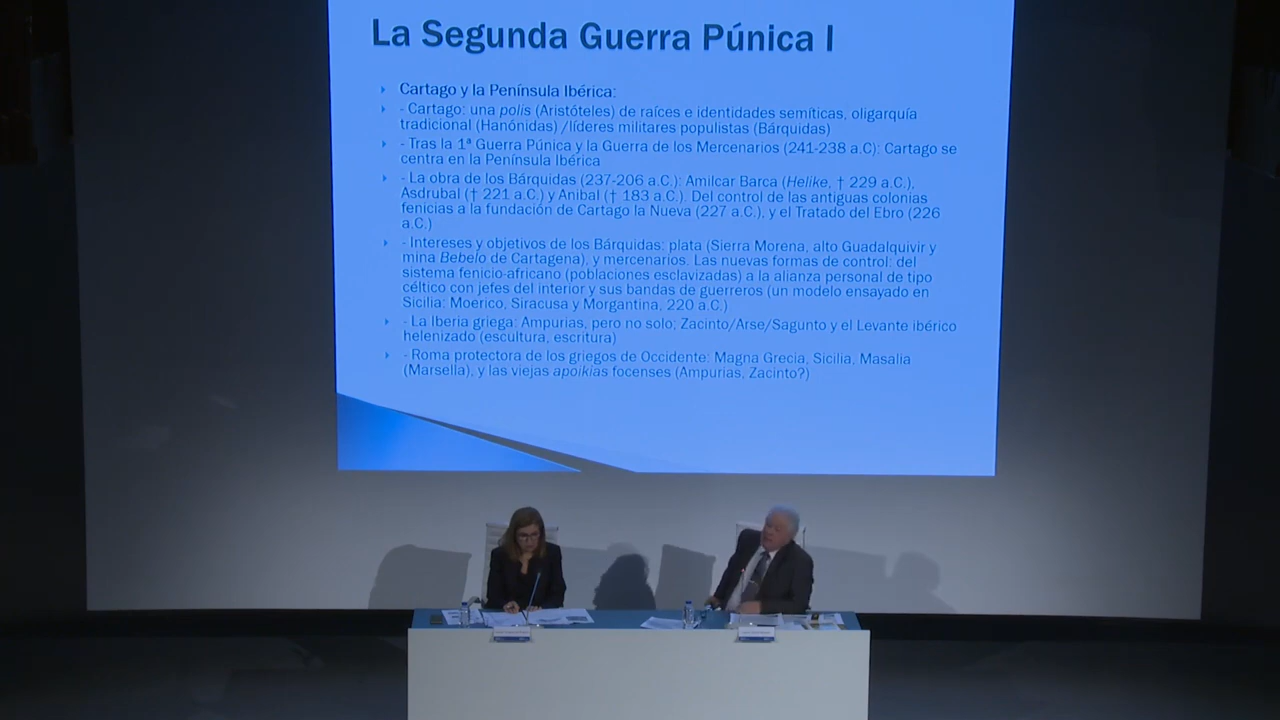 La Segunda Guerra Púnica I
Cartago y la Península Ibérica:
- Cartago: una polis (Aristóteles) de raíces e identidades semíticas, oligarquía
tradicional (Hanónidas) /líderes militares populistas (Bárquidas)
- Tras la 1ª Guerra Púnica y la Guerra de los Mercenarios (241-238 a.C): Cartago se
centra en la Península Ibérica
- La obra de los Bárquidas (237-206 a.C.): Amilcar Barca (Helike, † 229 a.C.),
Asdrubal († 221 a.C.) y Anibal († 183 a.C.). Del control de las antiguas colonias
fenicias a la fundación de Cartago la Nueva (227 a.C.), y el Tratado del Ebro (226
a.C.)
- Intereses y objetivos de los Bárquidas: plata (Sierra Morena, alto Guadalquivir y
mina Bebelo de Cartagena), y mercenarios. Las nuevas formas de control: del
sistema fenicio-africano (poblaciones esclavizadas) a la alianza personal de tipo
céltico con jefes del interior y sus bandas de guerreros (un modelo ensayado en
Sicilia: Moerico, Siracusa y Morgantina, 220 a.C.)
- La Iberia griega: Ampurias, pero no solo; Zacinto/Arse/Sagunto y el Levante ibérico
helenizado (escultura, escritura)
- Roma protectora de los griegos de Occidente: Magna Grecia, Sicilia, Masalia
(Marsella), y las viejas apoikias focenses (Ampurias, Zacinto?)